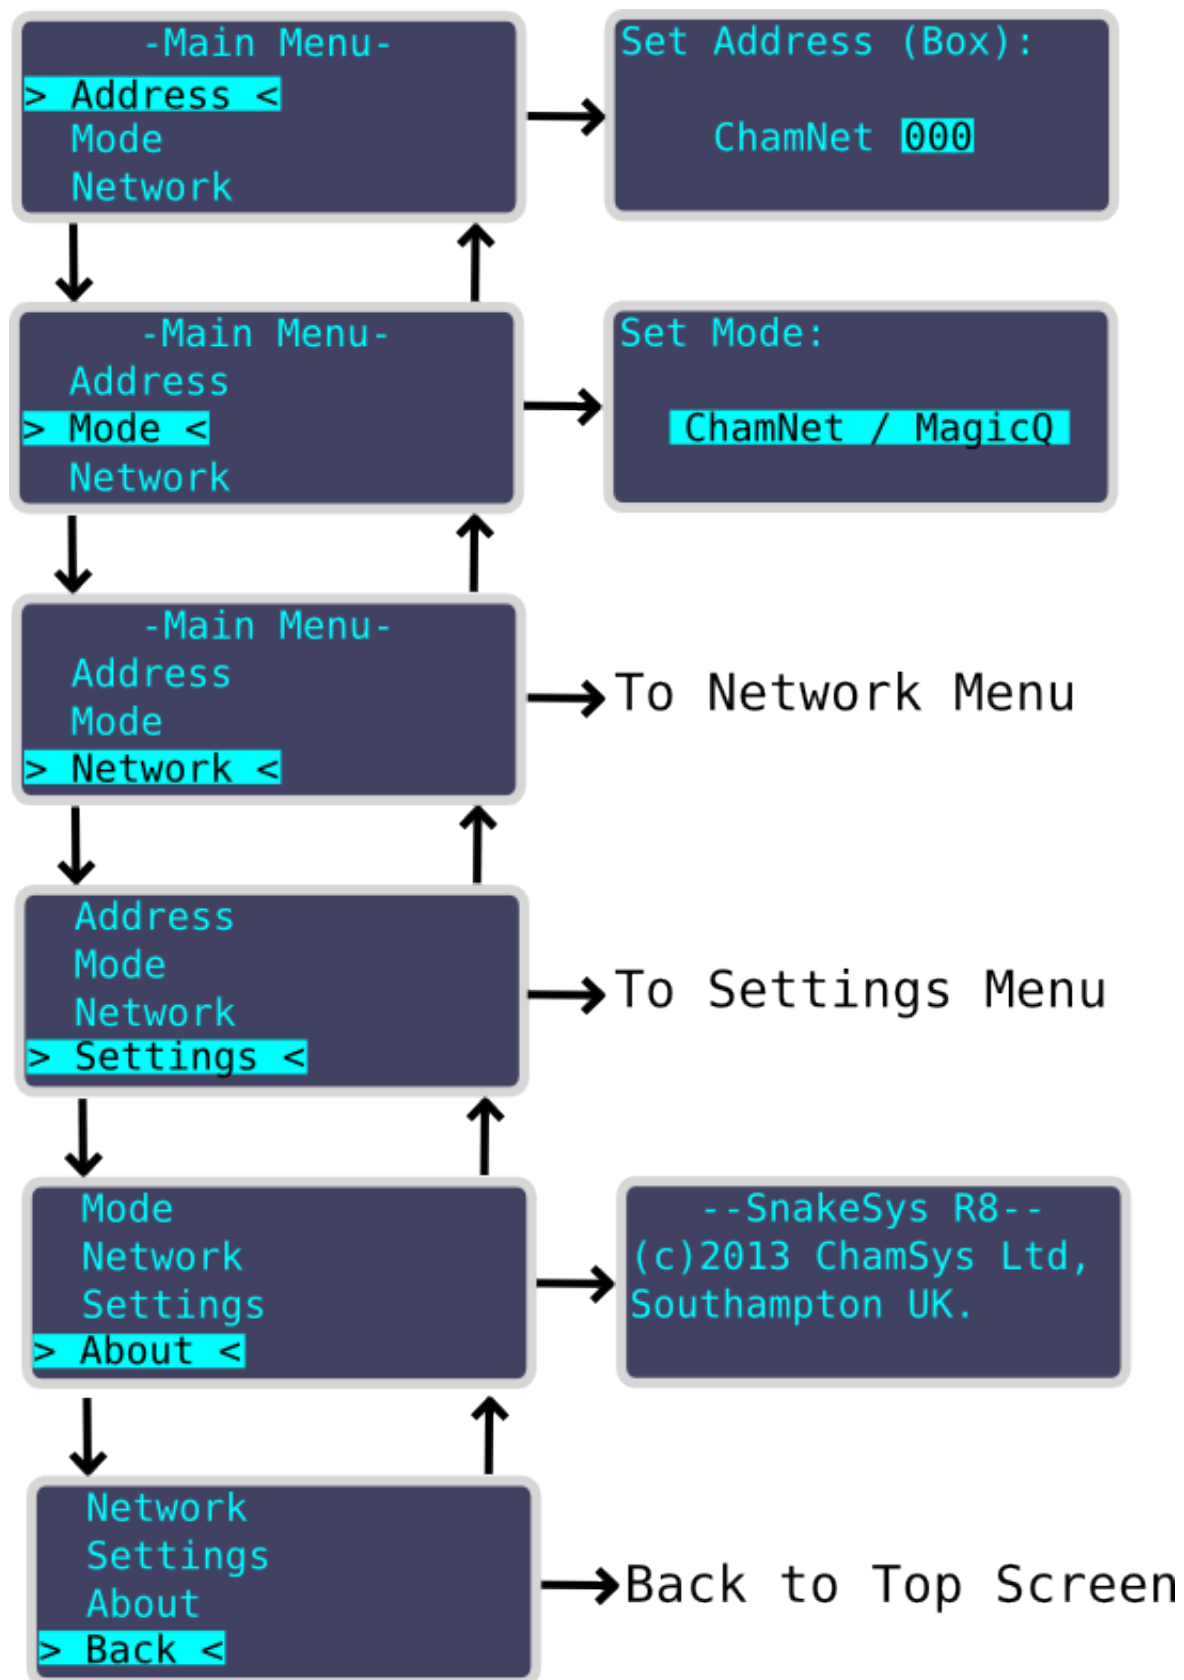 -Main Menu-
> Address <
Mode
Network
Set Address (Box):
ChamNet 000
-Main Menu-
Address
> Mode <
Network
Set Mode:
ChamNet / MagicQ
-Main Menu-
Address
Mode
> Network <
To Network Menu
Address
Mode
Network
> Settings <
To Settings Menu
Mode
Network
Settings
> About <
--SnakeSys R8--
(c)2013 ChamSys Ltd,
Southampton UK.
Network
Settings
About
> Back <
Back to Top Screen